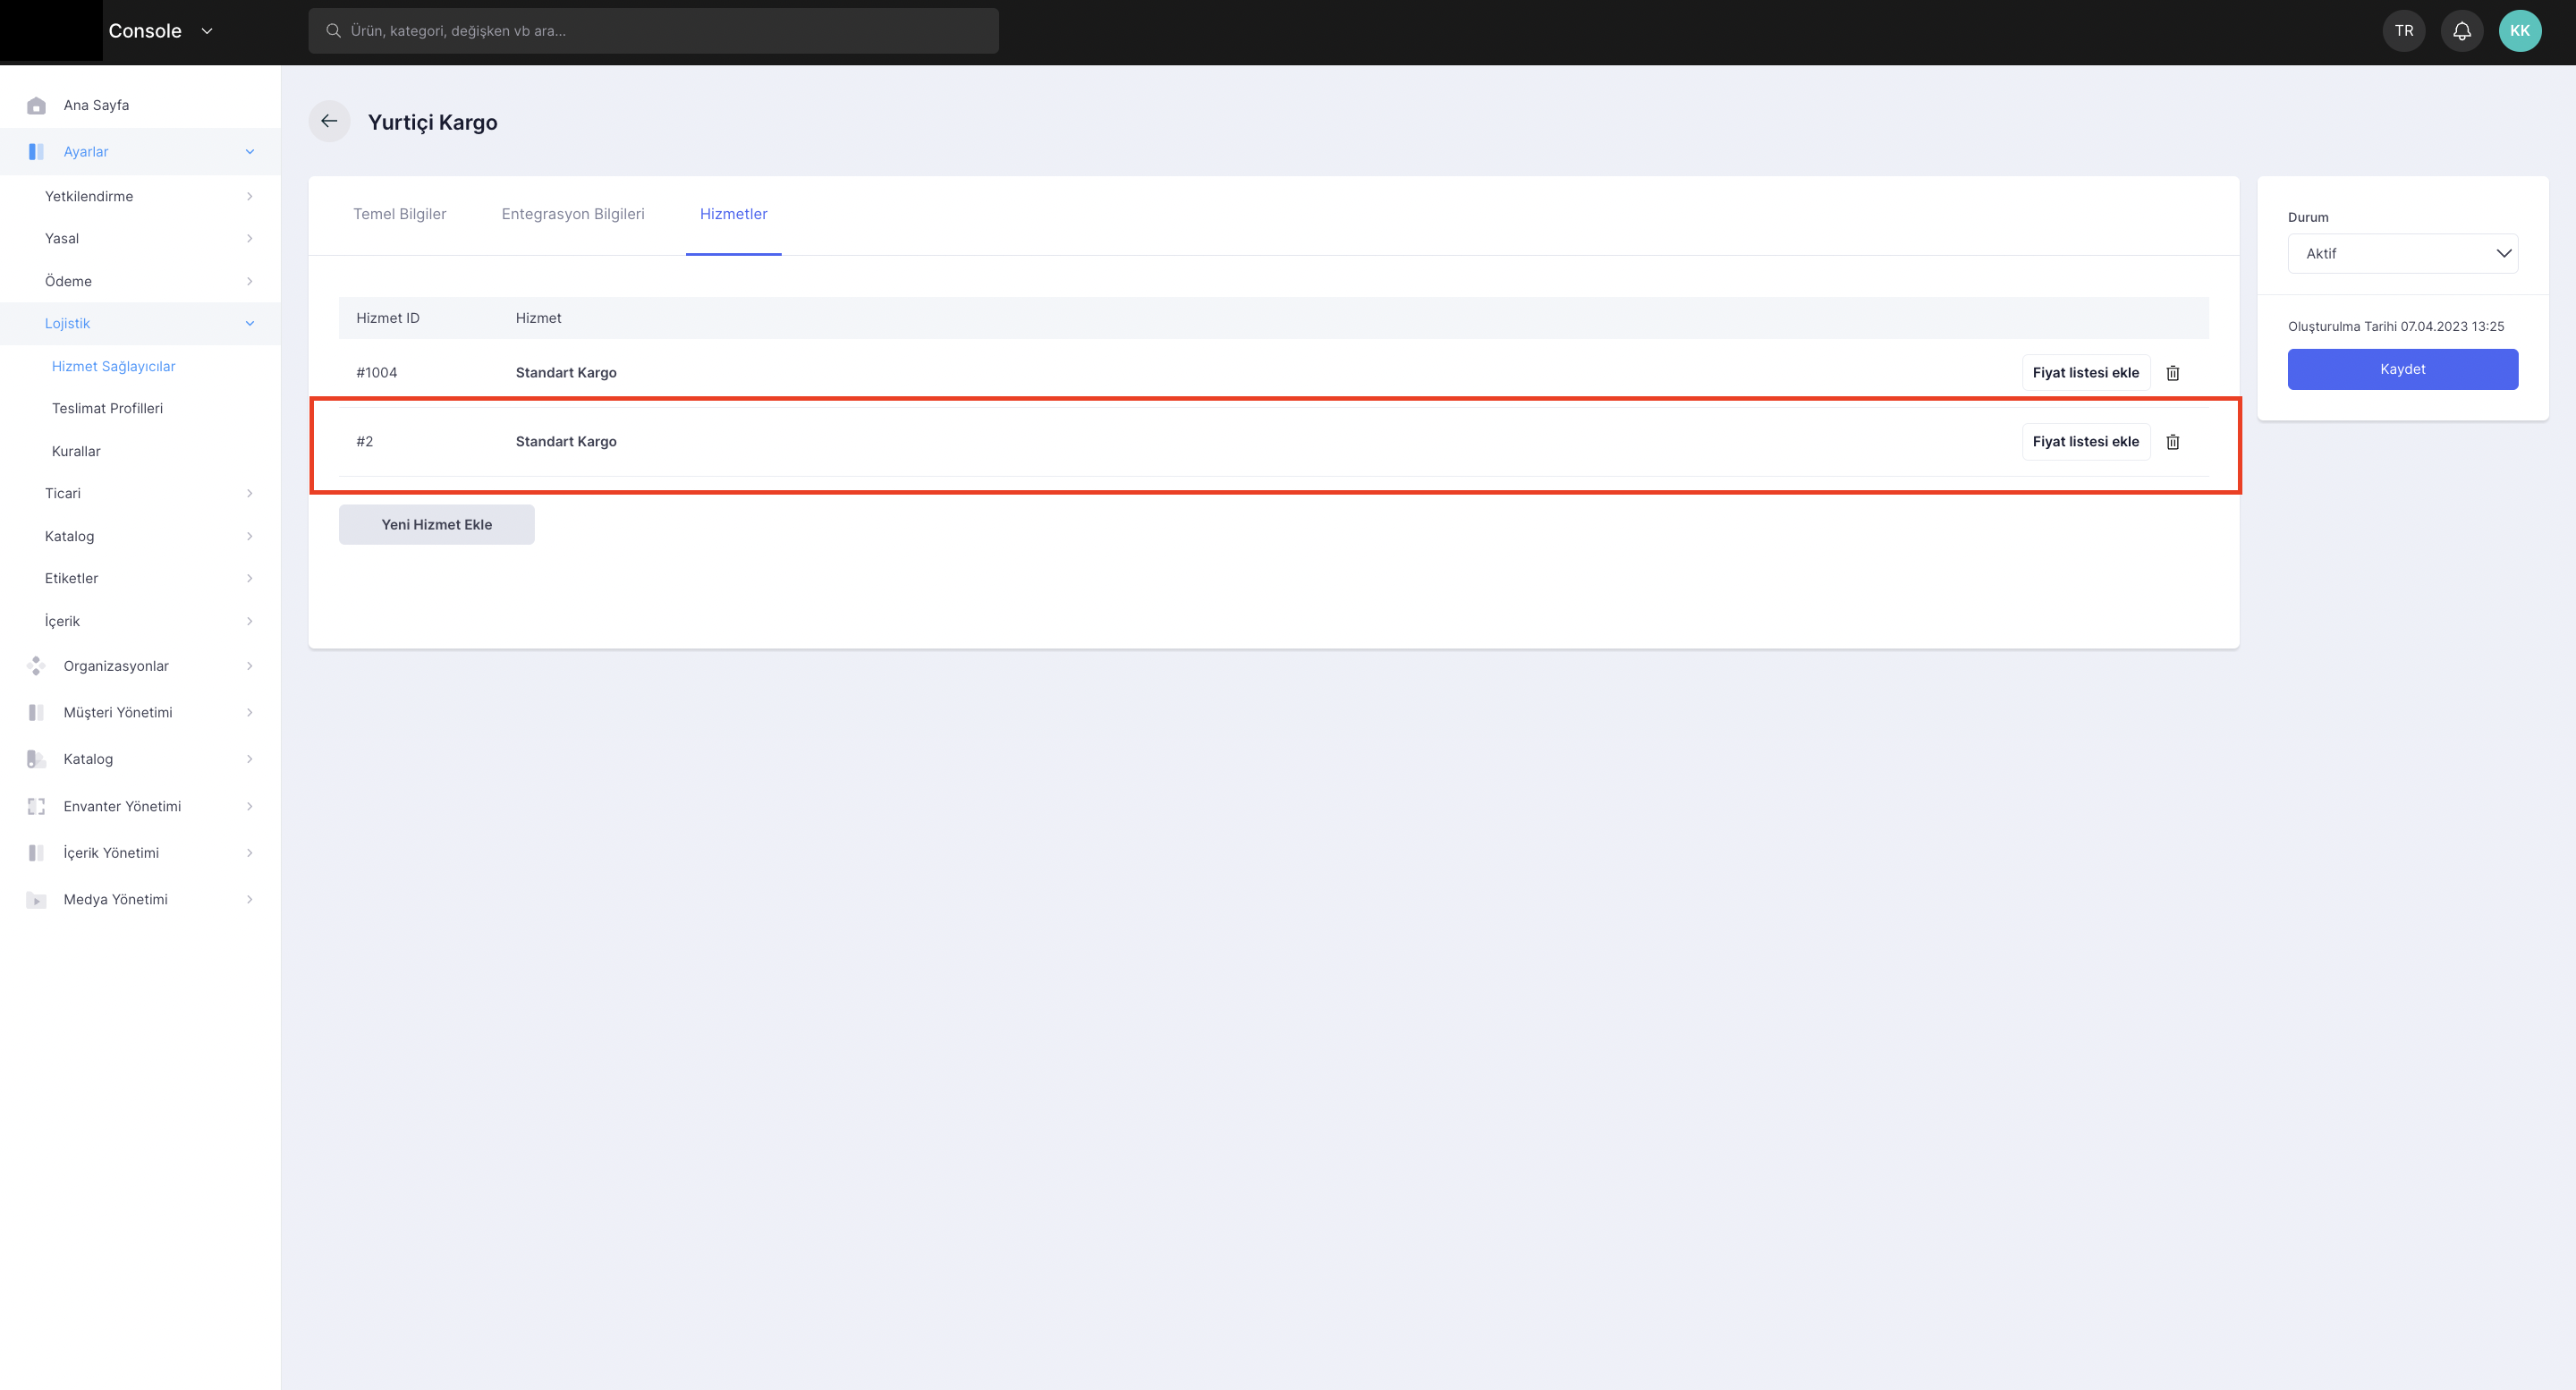 Console
Ürün, kategori, değişken vb ara...
TR
KK
Ana Sayfa
Ayarlar
Yetkilendirme
Yasal
Ödeme
Lojistik
Hizmet Sağlayıcılar
Teslimat Profilleri
Kurallar
Ticari
Katalog
Etiketler
İçerik
Organizasyonlar
Müşteri Yönetimi
Katalog
Envanter Yönetimi
İçerik Yönetimi
Medya Yönetimi
Yurtiçi Kargo
Temel Bilgiler Entegrasyon Bilgileri Hizmetler
Hizmet ID Hizmet
#1004 Standart Kargo Fiyat listesi ekle
#2 Standart Kargo Fiyat listesi ekle
Yeni Hizmet Ekle
Durum
Aktif
Oluşturulma Tarihi 07.04.2023 13:25
Kaydet